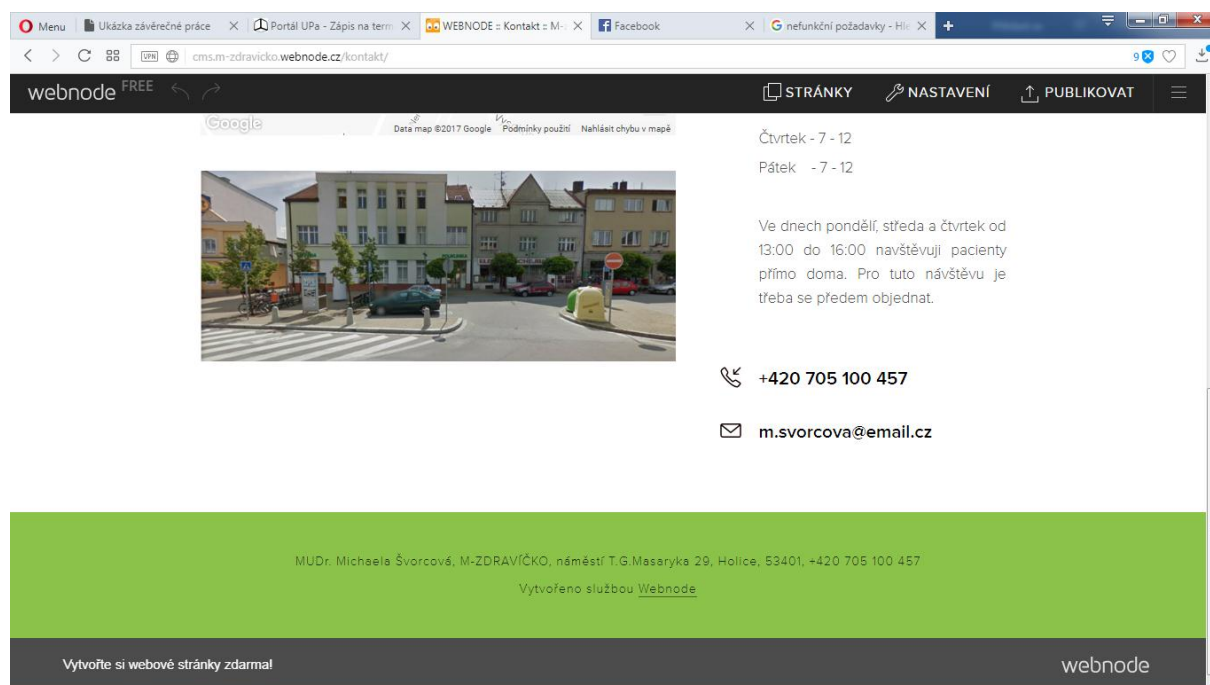 Menu
Ukázka závěrečné práce
Portál UPa - Zápis na term
WEBNODE :: Kontakt :: M-
Facebook
nefunkční požadavky - Hle
VPN
cms.m-zdravicko.webnode.cz/kontakt/
9
webnode FREE
STRÁNKY
NASTAVENÍ
PUBLIKOVAT
Google
Data map ©2017 Google Podmínky použití Nahlásit chybu v mapě
Čtvrtek - 7 - 12
Pátek - 7 - 12
Ve dnech pondělí, středa a čtvrtek od
13:00 do 16:00 navštěvuji pacienty
přímo doma. Pro tuto návštěvu je
třeba se předem objednat.
+420 705 100 457
m.svorcova@email.cz
MUDr. Michaela Švorcová, M-ZDRAVÍČKO, náměstí T.G.Masaryka 29, Holice, 53401, +420 705 100 457
Vytvořeno službou Webnode
Vytvořte si webové stránky zdarma!
webnode